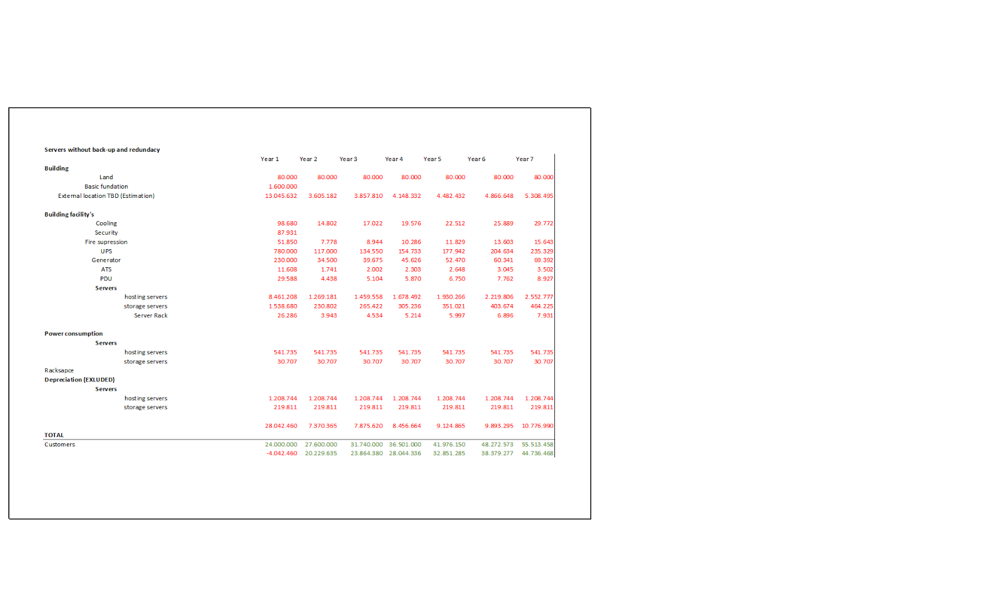 Servers without back-up and redundacy
Year 1 Year 2 Year 3 Year 4 Year 5 Year 6 Year 7
Building
Land 80.000 80.000 80.000 80.000 80.000 80.000 80.000
Basic fundation 1.600.000
External location TBD (Estimation) 13.045.632 3.605.182 3.857.810 4.148.332 4.482.432 4.866.648 5.308.495
Building facility's
Cooling 98.680 14.802 17.022 19.576 22.512 25.889 29.772
Security 87.931
Fire supression 51.850 7.778 8.944 10.286 11.829 13.603 15.643
UPS 780.000 117.000 134.550 154.733 177.942 204.634 235.329
Generator 230.000 34.500 39.675 45.626 52.470 60.341 69.392
ATS 11.608 1.741 2.002 2.303 2.648 3.045 3.502
PDU 29.588 4.438 5.104 5.870 6.750 7.762 8.927
Servers
hosting servers 8.461.208 1.269.181 1.459.558 1.678.492 1.930.266 2.219.806 2.552.777
storage servers 1.538.680 230.802 265.422 305.236 351.021 403.674 464.225
Server Rack 26.286 3.943 4.534 5.214 5.997 6.896 7.931
Power consumption
Servers
hosting servers 541.735 541.735 541.735 541.735 541.735 541.735 541.735
storage servers 30.707 30.707 30.707 30.707 30.707 30.707 30.707
Racksapce
Depreciation (EXLUDED)
Servers
hosting servers 1.208.744 1.208.744 1.208.744 1.208.744 1.208.744 1.208.744 1.208.744
storage servers 219.811 219.811 219.811 219.811 219.811 219.811 219.811
28.042.460 7.370.365 7.875.620 8.456.664 9.124.865 9.893.295 10.776.990
TOTAL
Customers 24.000.000 27.600.000 31.740.000 36.501.000 41.976.150 48.272.573 55.513.458
-4.042.460 20.229.635 23.864.380 28.044.336 32.851.285 38.379.277 44.736.468